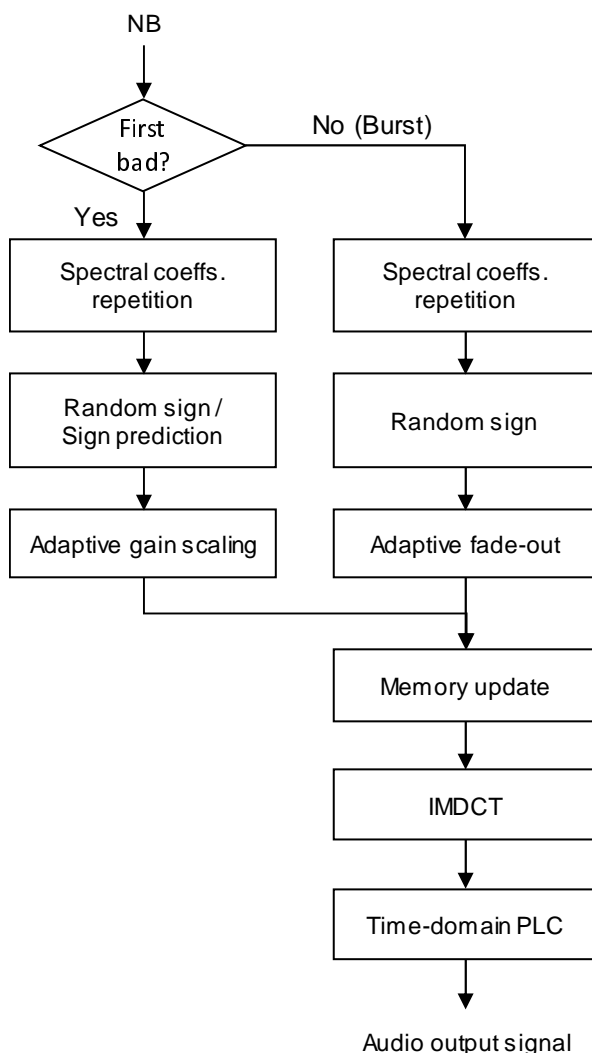 NB
First
bad?
No (Burst)
Yes
Spectral coeffs.
repetition
Spectral coeffs.
repetition
Random sign /
Sign prediction
Random sign
Adaptive gain scaling
Adaptive fade-out
Memory update
IMDCT
Time-domain PLC
Audio output signal